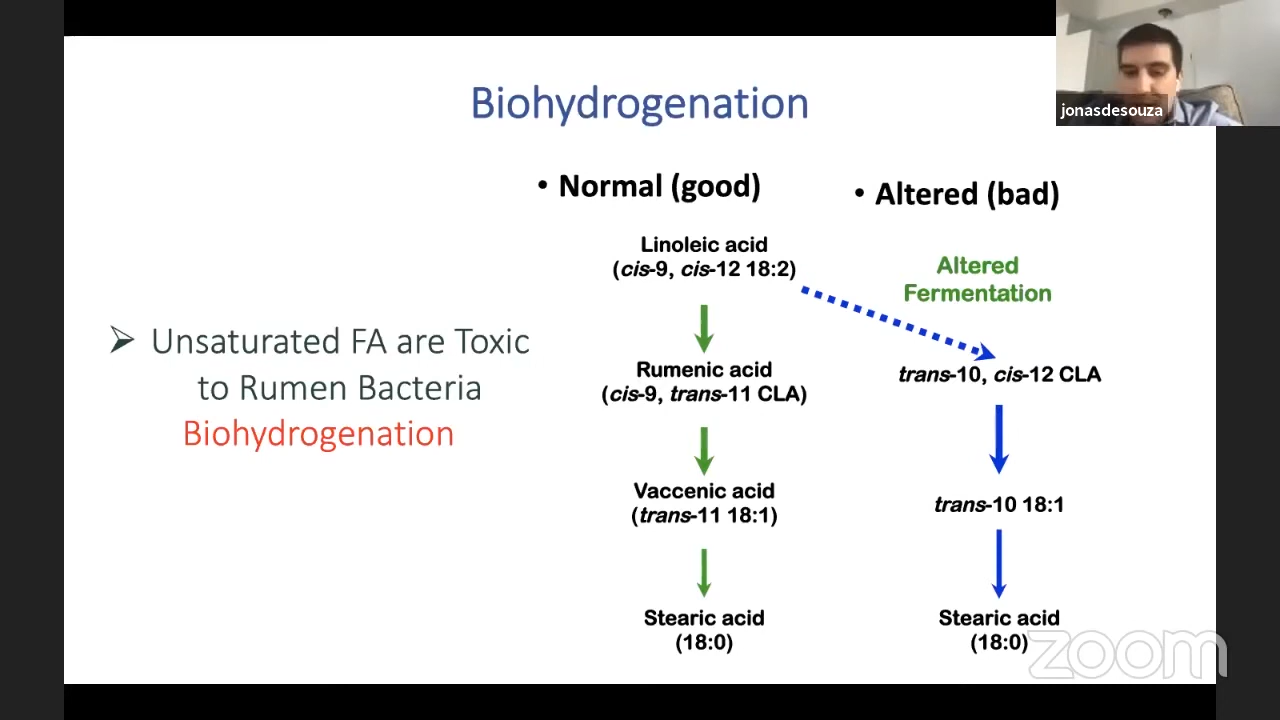 Biohydrogenation
jonasdesouza
• Normal (good)
• Altered (bad)
Linoleic acid
(cis-9, cis-12 18:2)
Altered
Fermentation
➢ Unsaturated FA are Toxic
to Rumen Bacteria
Biohydrogenation
Rumenic acid
(cis-9, trans-11 CLA)
trans-10, cis-12 CLA
Vaccenic acid
(trans-11 18:1)
trans-10 18:1
Stearic acid
(18:0)
Stearic acid
(18:0)
zoom